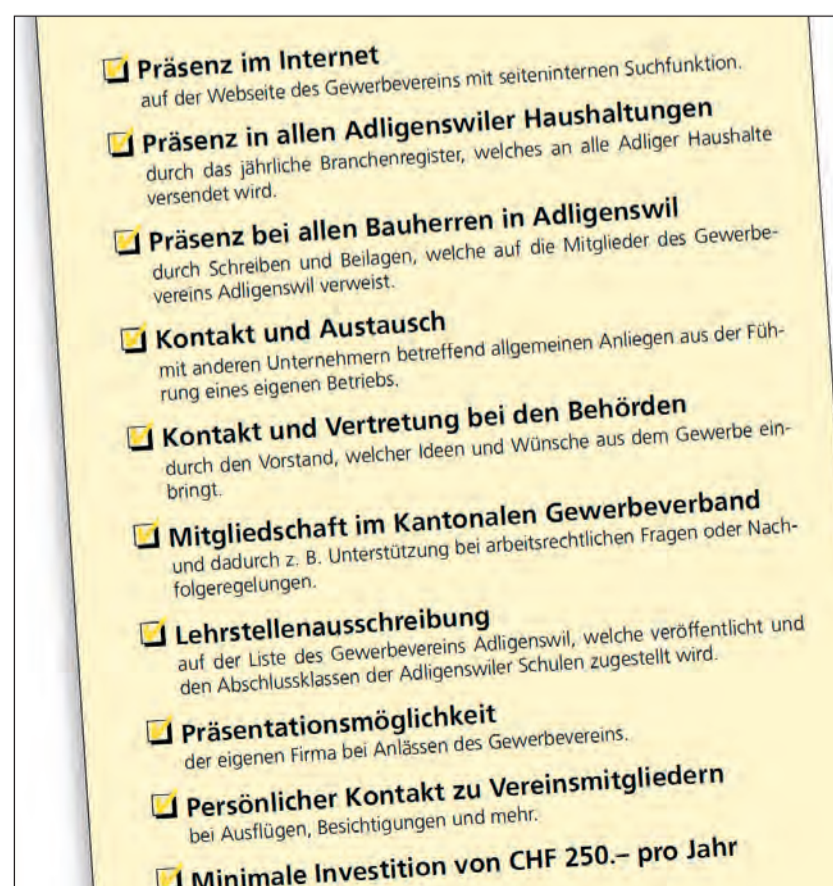 Präsenz im Internet
auf der Webseite des Gewerbevereins mit seiteninternen Suchfunktion.
Präsenz in allen Adligenswiler Haushaltungen
durch das jährliche Branchenregister, welches an alle Adliger Haushalte
versendet wird.
Präsenz bei allen Bauherren in Adligenswil
durch Schreiben und Beilagen, welche auf die Mitglieder des Gewerbe-
vereins Adligenswil verweist.
Kontakt und Austausch
mit anderen Unternehmern betreffend allgemeinen Anliegen aus der Füh-
rung eines eigenen Betriebs.
Kontakt und Vertretung bei den Behörden
durch den Vorstand, welcher Ideen und Wünsche aus dem Gewerbe ein-
bringt.
Mitgliedschaft im Kantonalen Gewerbeverband
und dadurch z. B. Unterstützung bei arbeitsrechtlichen Fragen oder Nach-
folgeregelungen.
Lehrstellenausschreibung
auf der Liste des Gewerbevereins Adligenswil, welche veröffentlicht und
den Abschlussklassen der Adligenswiler Schulen zugestellt wird.
Präsentationsmöglichkeit
der eigenen Firma bei Anlässen des Gewerbevereins.
Persönlicher Kontakt zu Vereinsmitgliedern
bei Ausflügen, Besichtigungen und mehr.
Minimale Investition von CHF 250.– pro Jahr